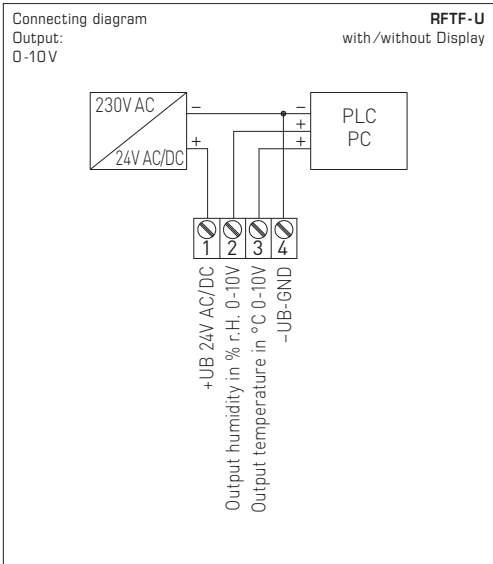 Connecting diagram
Output:
0-10 V
RFTF-U
with/without Display
230V AC
24V AC/DC
−
+
−
+
+
PLC
PC
1
2
3
4
+UB 24V AC/DC
Output humidity in % r.H. 0-10V
Output temperature in °C 0-10V
−UB-GND